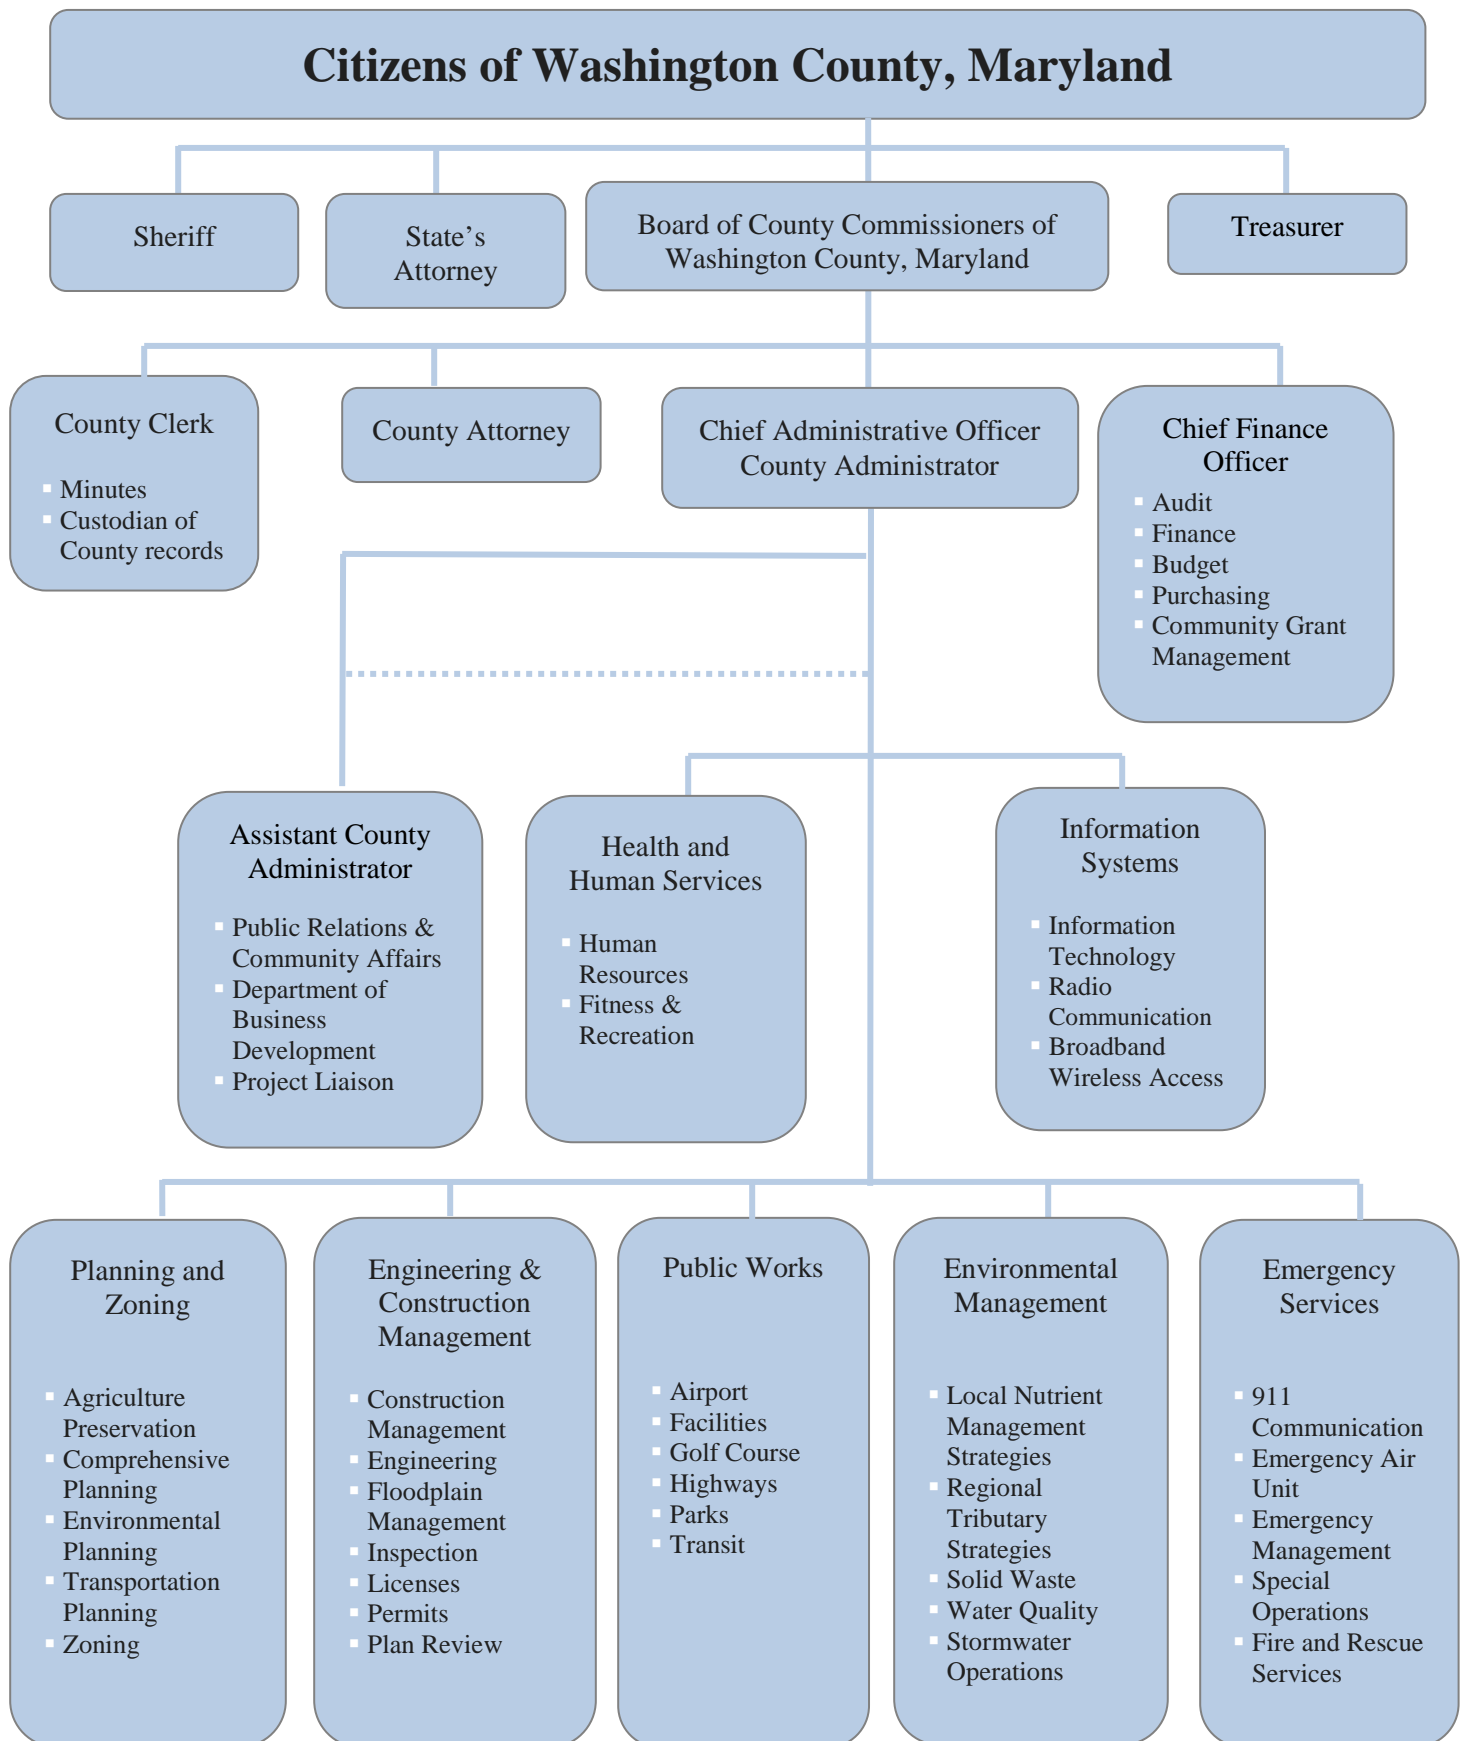 Citizens of Washington County, Maryland
Sheriff
State’s
Attorney
Board of County Commissioners of
Washington County, Maryland
Treasurer
County Clerk
▪ Minutes
▪ Custodian of
County records
County Attorney
Chief Administrative Officer
County Administrator
Chief Finance
Officer
▪ Audit
▪ Finance
▪ Budget
▪ Purchasing
▪ Community Grant
Management
Assistant County
Administrator
▪ Public Relations &
Community Affairs
▪ Department of
Business
Development
▪ Project Liaison
Health and
Human Services
▪ Human
Resources
▪ Fitness &
Recreation
Information
Systems
▪ Information
Technology
▪ Radio
Communication
▪ Broadband
Wireless Access
Planning and
Zoning
▪ Agriculture
Preservation
▪ Comprehensive
Planning
▪ Environmental
Planning
▪ Transportation
Planning
▪ Zoning
Engineering &
Construction
Management
▪ Construction
Management
▪ Engineering
▪ Floodplain
Management
▪ Inspection
▪ Licenses
▪ Permits
▪ Plan Review
Public Works
▪ Airport
▪ Facilities
▪ Golf Course
▪ Highways
▪ Parks
▪ Transit
Environmental
Management
▪ Local Nutrient
Management
Strategies
▪ Regional
Tributary
Strategies
▪ Solid Waste
▪ Water Quality
▪ Stormwater
Operations
Emergency
Services
▪ 911
Communication
▪ Emergency Air
Unit
▪ Emergency
Management
▪ Special
Operations
▪ Fire and Rescue
Services